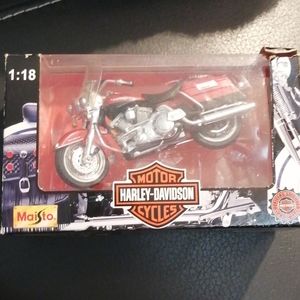 1:18
MOTOR
HARLEY-DAVIDSON
CYCLES
Maisto